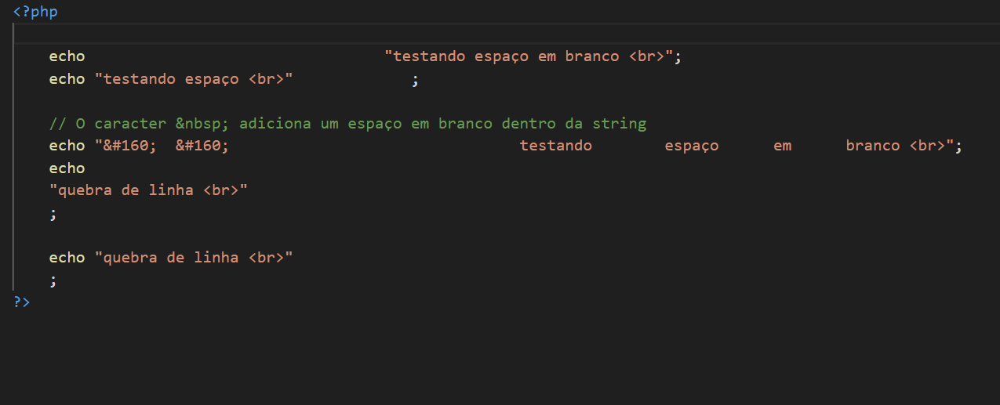 <?php
echo                                 "testando espaço em branco <br>";
echo "testando espaço <br>"             ;
// O caracter &nbsp; adiciona um espaço em branco dentro da string
echo "&#160;  &#160;                                testando        espaço      em      branco <br>";
echo
"quebra de linha <br>"
;
echo "quebra de linha <br>"
;
?>